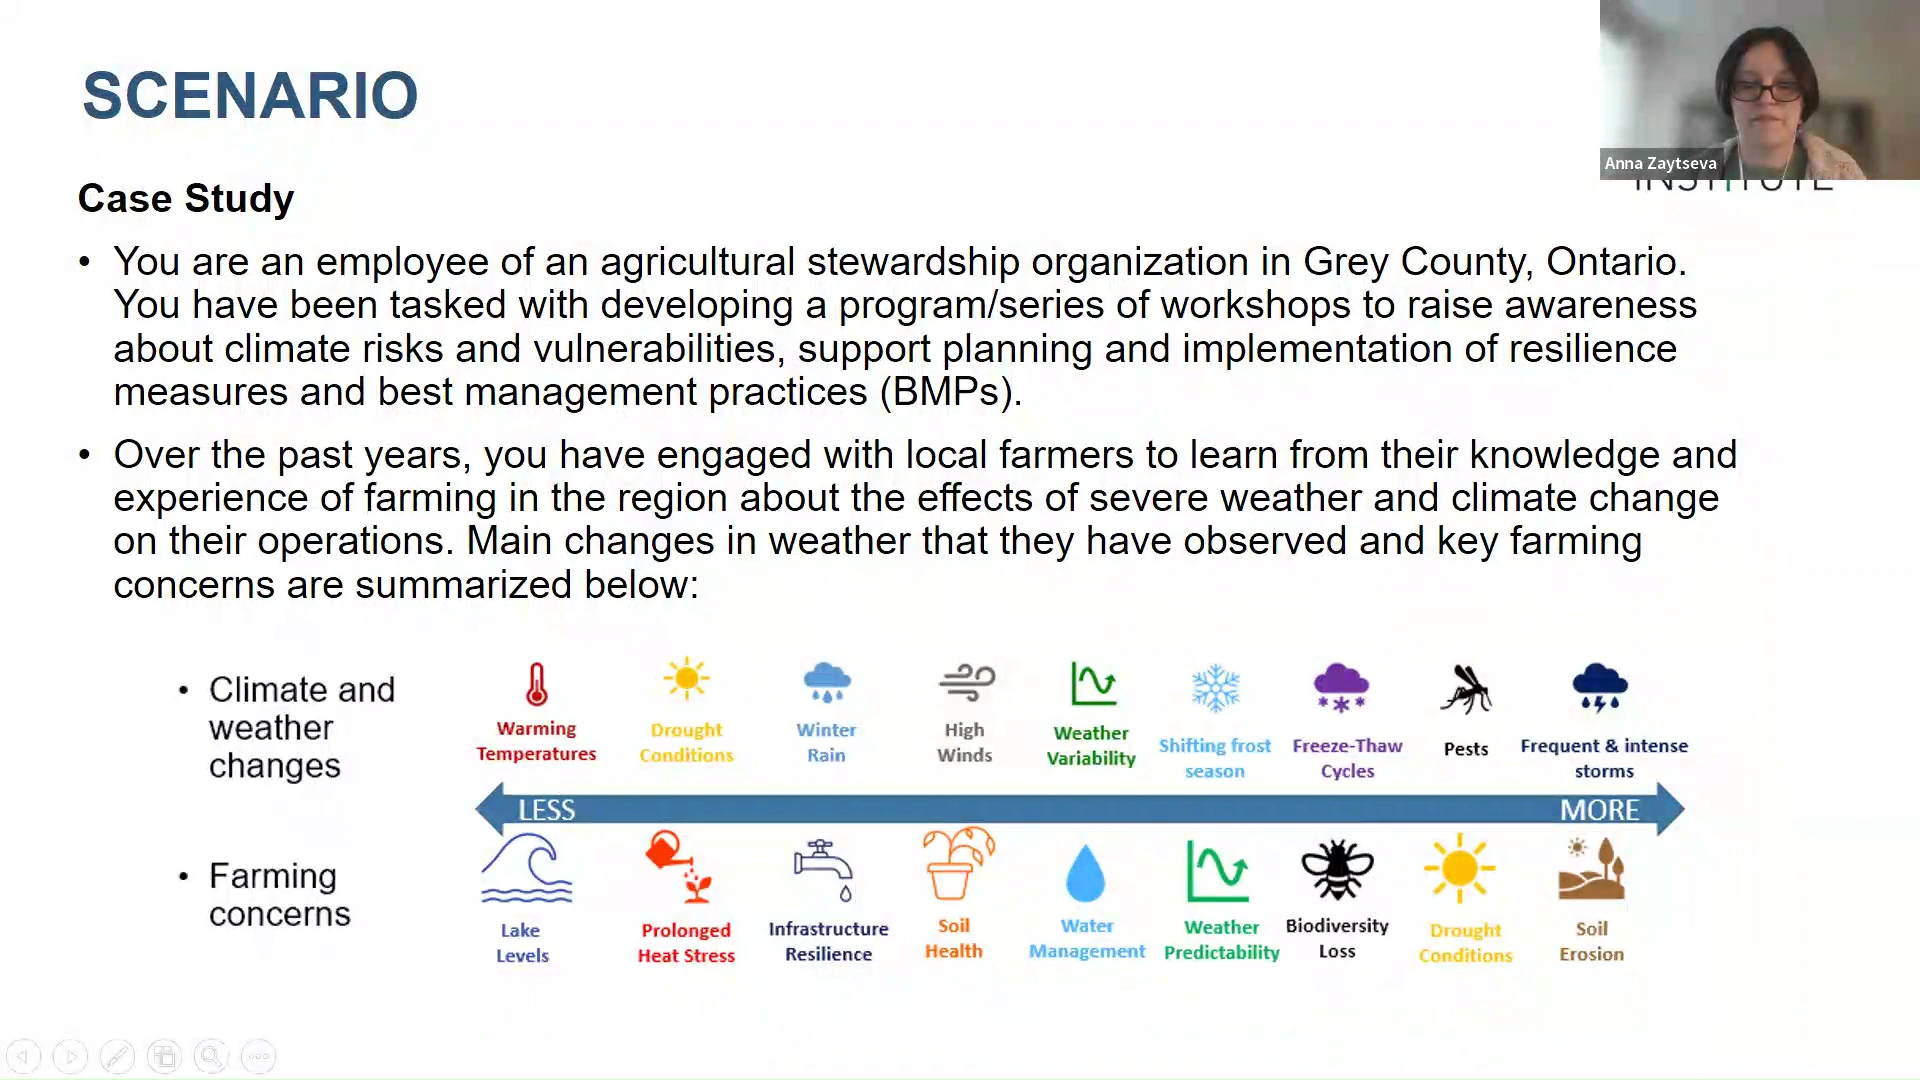 SCENARIO
Anna Zaytseva
INSTITUTE
Case Study
• You are an employee of an agricultural stewardship organization in Grey County, Ontario.
You have been tasked with developing a program/series of workshops to raise awareness
about climate risks and vulnerabilities, support planning and implementation of resilience
measures and best management practices (BMPs).
• Over the past years, you have engaged with local farmers to learn from their knowledge and
experience of farming in the region about the effects of severe weather and climate change
on their operations. Main changes in weather that they have observed and key farming
concerns are summarized below:
• Climate and
weather
changes
Warming
Temperatures
Drought
Conditions
Winter
Rain
High
Winds
Weather
Variability
Shifting frost
season
Freeze-Thaw
Cycles
Pests
Frequent & intense
storms
LESS
MORE
• Farming
concerns
Lake
Levels
Prolonged
Heat Stress
Infrastructure
Resilience
Soil
Health
Water
Management
Weather
Predictability
Biodiversity
Loss
Drought
Conditions
Soil
Erosion